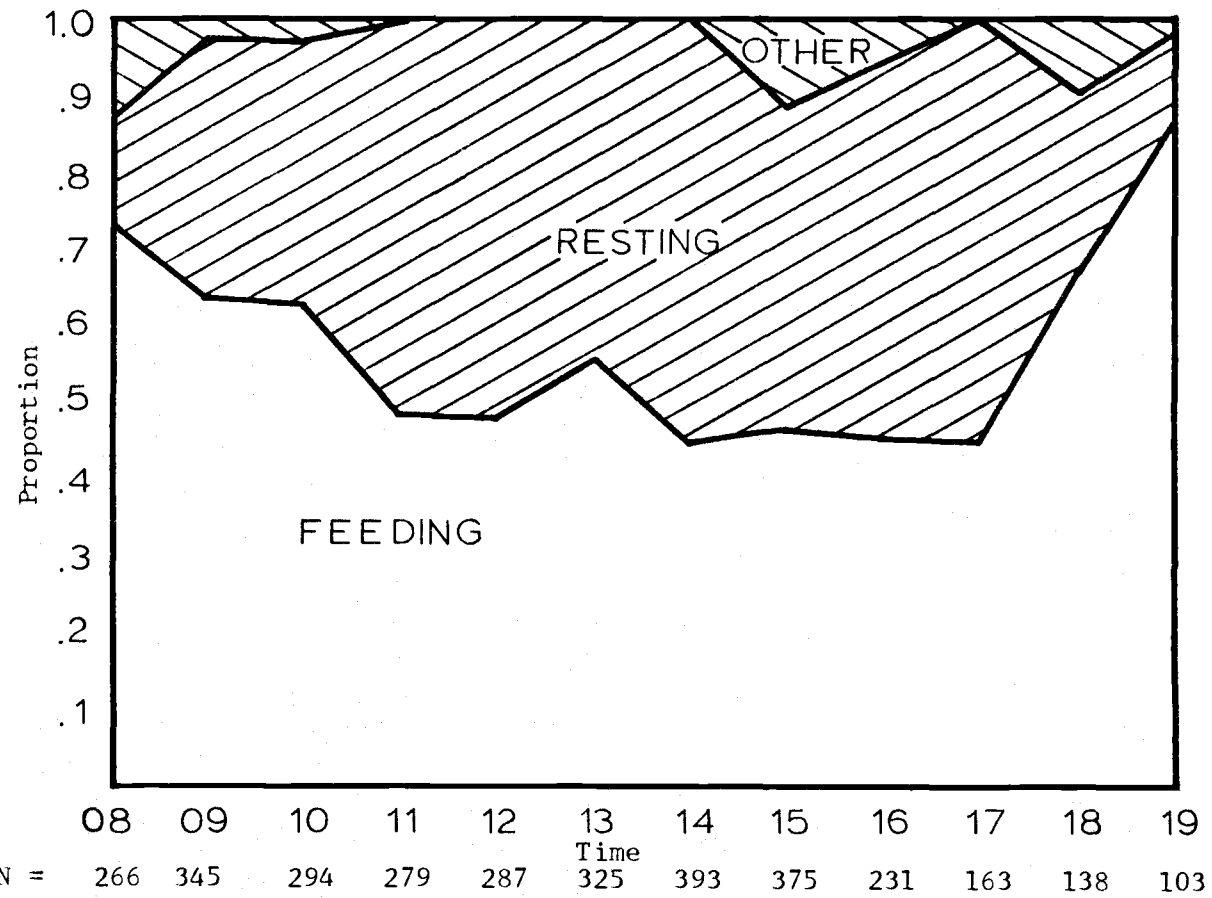 1.0
OTHER
.9
.8
RESTING
.7
.6
.5
Proportion
.4
FEEDING
.3
.2
.1
08 09 10 11 12 13 14 15 16 17 18 19
Time
N = 266 345 294 279 287 325 393 375 231 163 138 103